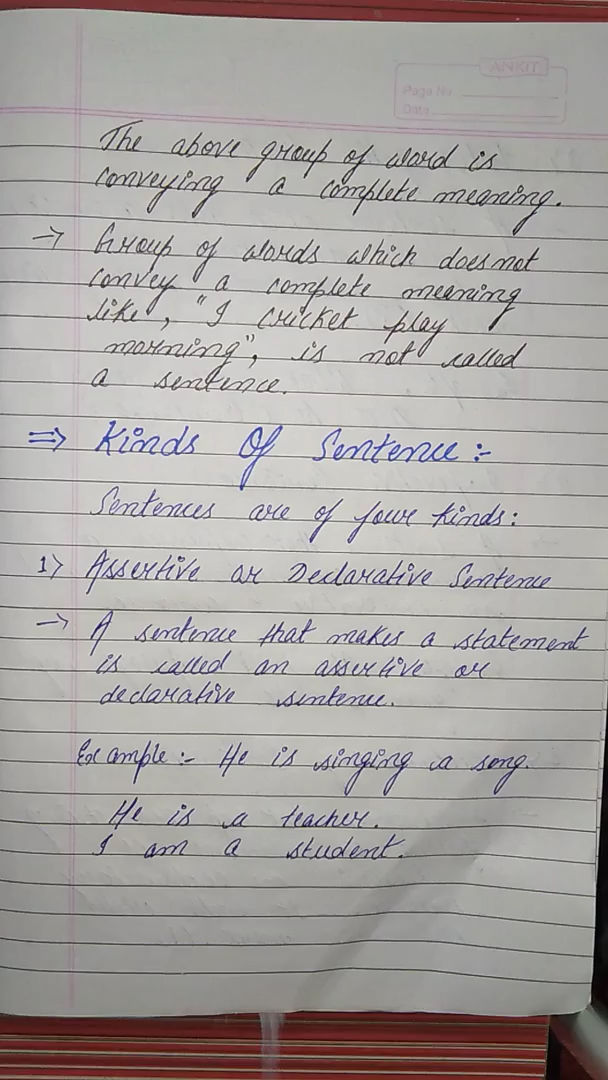 ANKIT
Page No.
Date
The above group of word is
conveying a complete meaning.
→ Group of words which does not
convey a complete meaning
like, "I cricket play
morning", is not called
a sentence.
⇒ Kinds Of Sentence :-
Sentences are of four kinds:
1) Assertive or Declarative Sentence
→ A sentence that makes a statement
is called an assertive or
declarative sentence.
Example :- He is singing a song.
He is a teacher.
I am a student.